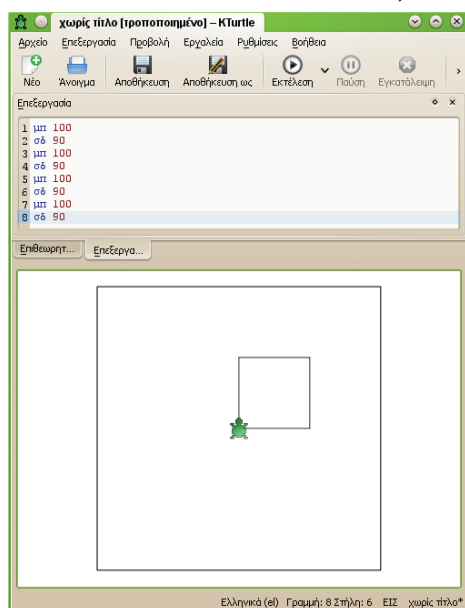 χωρίς τίτλο [τροποποιημένο] – KTurtle
Αρχείο Επεξεργασία Προβολή Εργαλεία Ρυθμίσεις Βοήθεια
Νέο Άνοιγμα Αποθήκευση Αποθήκευση ως Εκτέλεση Παύση Εγκατάλειψη
Επεξεργασία
1 μπ 100
2 σδ 90
3 μπ 100
4 σδ 90
5 μπ 100
6 σδ 90
7 μπ 100
8 σδ 90
Επιθεωρητ... Επεξεργα...
Ελληνικά (el) Γραμμή: 8 Στήλη: 6 ΕΙΣ χωρίς τίτλο*